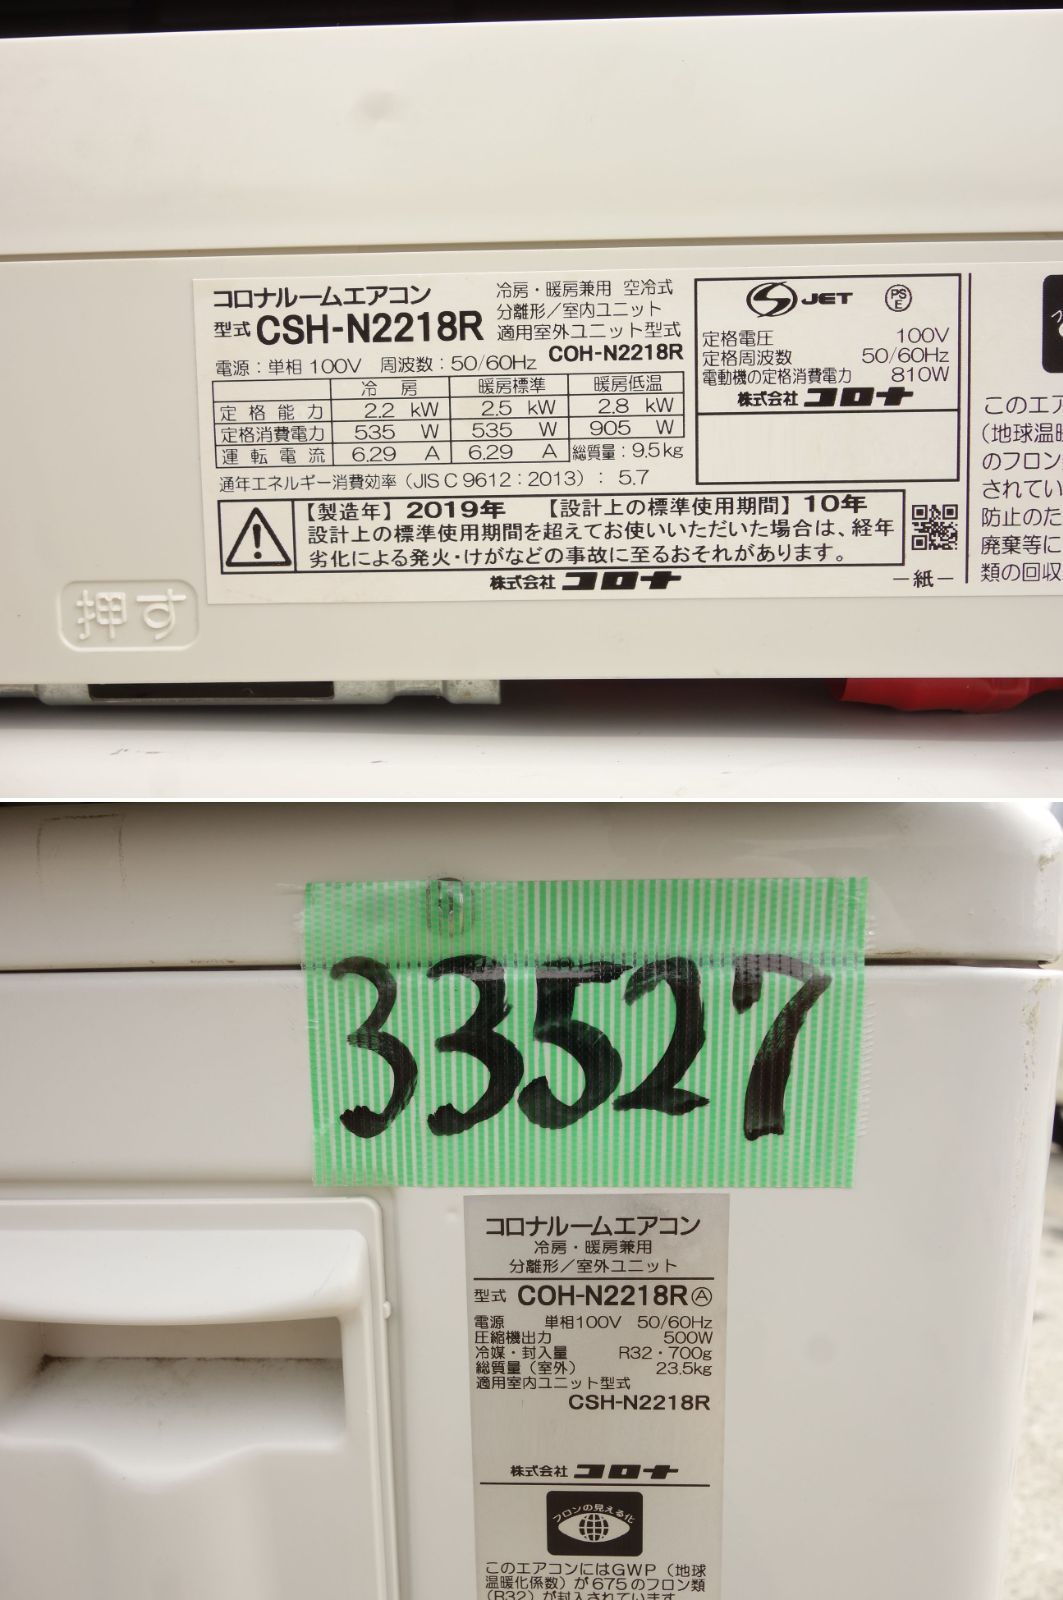 コロナルームエアコン
型式 CSH-N2218R
冷房・暖房兼用 空冷式
分離形／室内ユニット
適用室外ユニット型式
COH-N2218R
電源：単相 100V 周波数：50/60Hz
冷 房 暖房標準 暖房低温
定 格 能 力 2.2 kW 2.5 kW 2.8 kW
定格消費電力 535 W 535 W 905 W
運 転 電 流 6.29 A 6.29 A 総質量：9.5kg
通年エネルギー消費効率（JIS C 9612：2013）：5.7
【製造年】2019年 【設計上の標準使用期間】10年
設計上の標準使用期間を超えてお使いいただいた場合は、経年
劣化による発火・けがなどの事故に至るおそれがあります。
株式会社 コロナ
－紙－
JET PSE
定格電圧 100V
定格周波数 50/60Hz
電動機の定格消費電力 810W
株式会社 コロナ
このエア
（地球温暖
のフロン
されてい
防止のた
廃棄等に
類の回収
押す
33527
コロナルームエアコン
冷房・暖房兼用
分離形／室外ユニット
型式 COH-N2218R Ⓐ
電源 単相100V 50/60Hz
圧縮機出力 500W
冷媒・封入量 R32・700g
総質量（室外） 23.5kg
適用室内ユニット型式
CSH-N2218R
株式会社 コロナ
フロンの見える化
このエアコンにはGWP（地球
温暖化係数）が675のフロン類
（R32）が封入されています